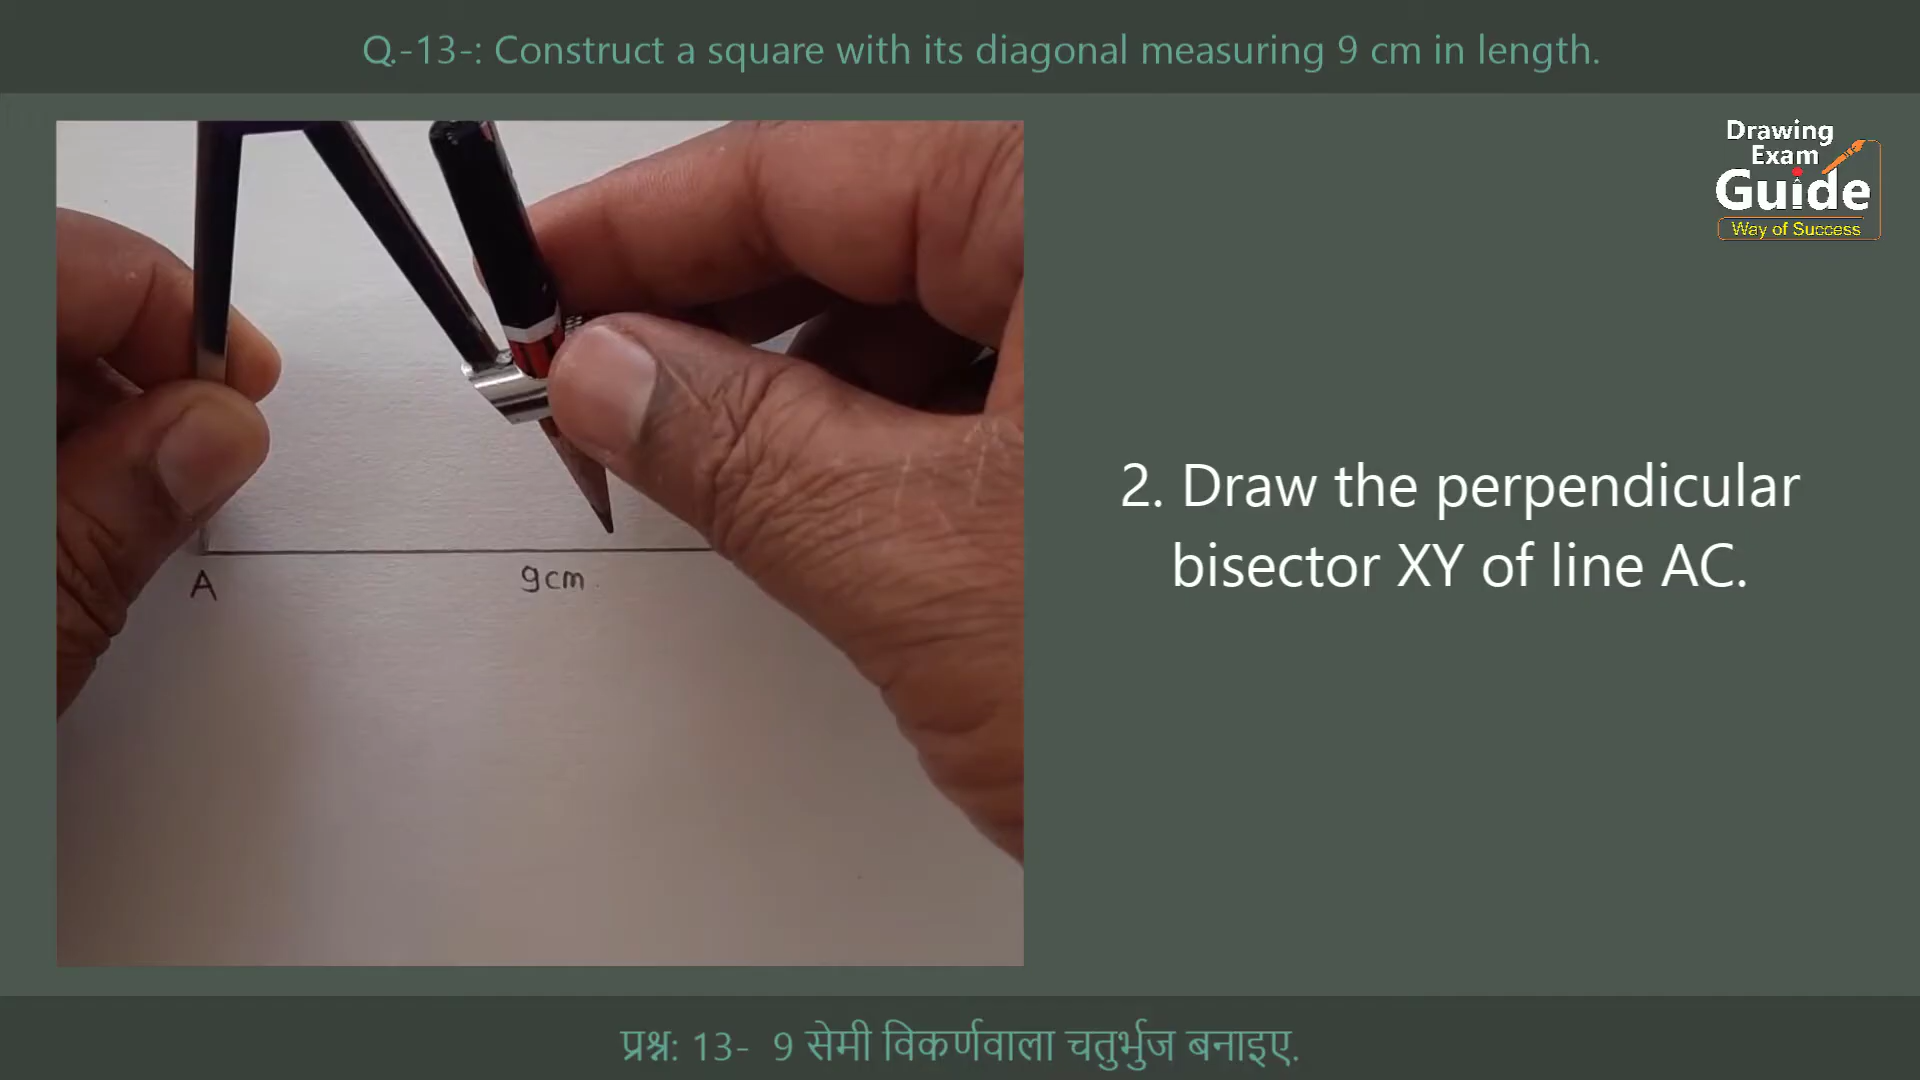 Q.-13-: Construct a square with its diagonal measuring 9 cm in length.
Drawing
Exam
Guide
Way of Success
2. Draw the perpendicular
bisector XY of line AC.
A
9cm.
प्रश्न: 13- 9 सेमी विकर्णवाला चतुर्भुज बनाइए.